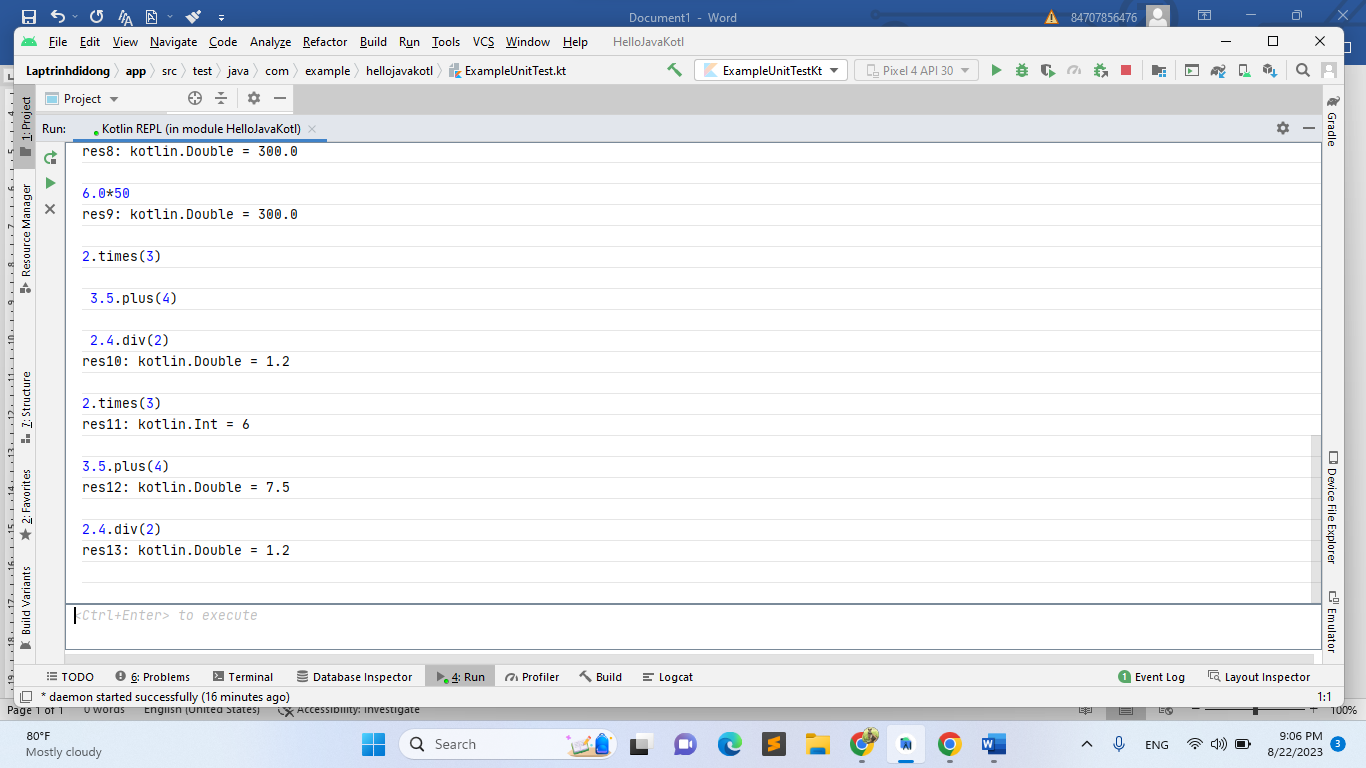 Document1 - Word
84707856476
File Edit View Navigate Code Analyze Refactor Build Run Tools VCS Window Help HelloJavaKotl
Laptrinhdidong app src test java com example hellojavakotl ExampleUnitTest.kt ExampleUnitTestKt Pixel 4 API 30
Project
Run: Kotlin REPL (in module HelloJavaKotl)
res8: kotlin.Double = 300.0
6.0*50
res9: kotlin.Double = 300.0
2.times(3)
3.5.plus(4)
2.4.div(2)
res10: kotlin.Double = 1.2
2.times(3)
res11: kotlin.Int = 6
3.5.plus(4)
res12: kotlin.Double = 7.5
2.4.div(2)
res13: kotlin.Double = 1.2
<Ctrl+Enter> to execute
1: Project
Resource Manager
7: Structure
2: Favorites
Build Variants
Gradle
Device File Explorer
Emulator
TODO 6: Problems Terminal Database Inspector 4: Run Profiler Build Logcat 1 Event Log Layout Inspector
* daemon started successfully (16 minutes ago) 1:1
Page 1 of 1 0 words English (United States) Accessibility: Investigate 100%
80°F
Mostly cloudy
Search
ENG
9:06 PM
8/22/2023
3